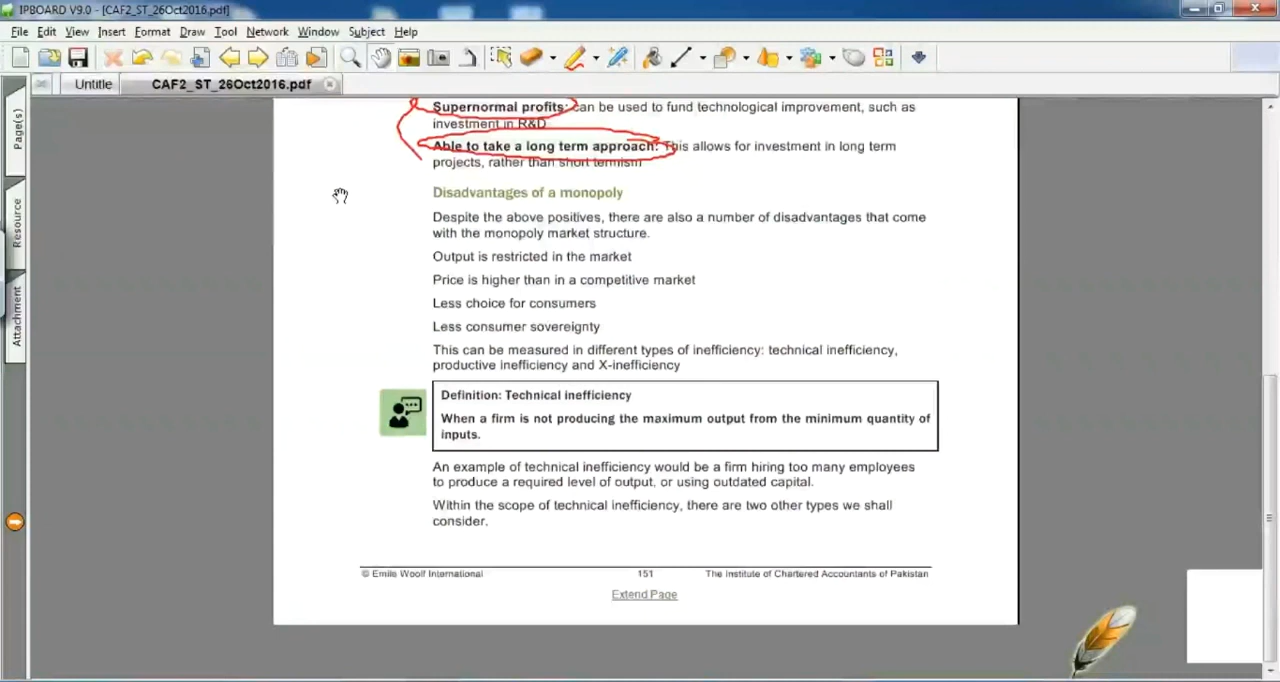 IPBOARD V9.0 - [CAF2_ST_26Oct2016.pdf]
File Edit View Insert Format Draw Tool Network Window Subject Help
Untitle CAF2_ST_26Oct2016.pdf
Page(s)
Resource
Attachment
Supernormal profits: can be used to fund technological improvement, such as
investment in R&D
Able to take a long term approach: This allows for investment in long term
projects, rather than short termism
Disadvantages of a monopoly
Despite the above positives, there are also a number of disadvantages that come
with the monopoly market structure.
Output is restricted in the market
Price is higher than in a competitive market
Less choice for consumers
Less consumer sovereignty
This can be measured in different types of inefficiency: technical inefficiency,
productive inefficiency and X-inefficiency
Definition: Technical inefficiency
When a firm is not producing the maximum output from the minimum quantity of
inputs.
An example of technical inefficiency would be a firm hiring too many employees
to produce a required level of output, or using outdated capital.
Within the scope of technical inefficiency, there are two other types we shall
consider.
© Emile Woolf International 151 The Institute of Chartered Accountants of Pakistan
Extend Page